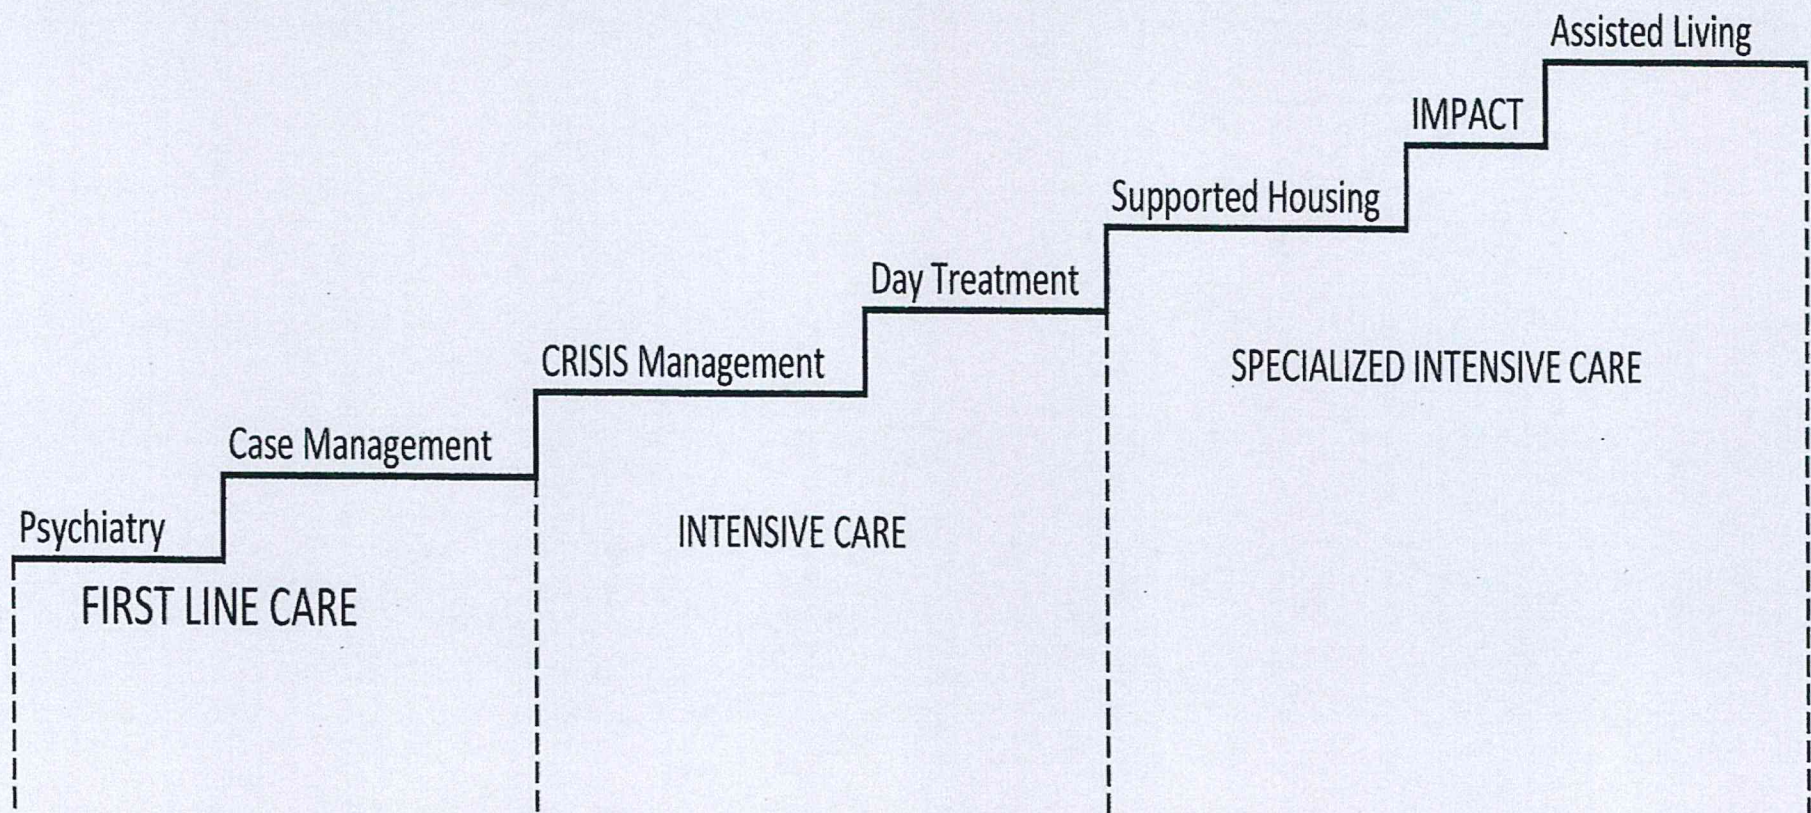 Assisted Living
IMPACT
Supported Housing
Day Treatment
CRISIS Management
SPECIALIZED INTENSIVE CARE
Case Management
Psychiatry
INTENSIVE CARE
FIRST LINE CARE